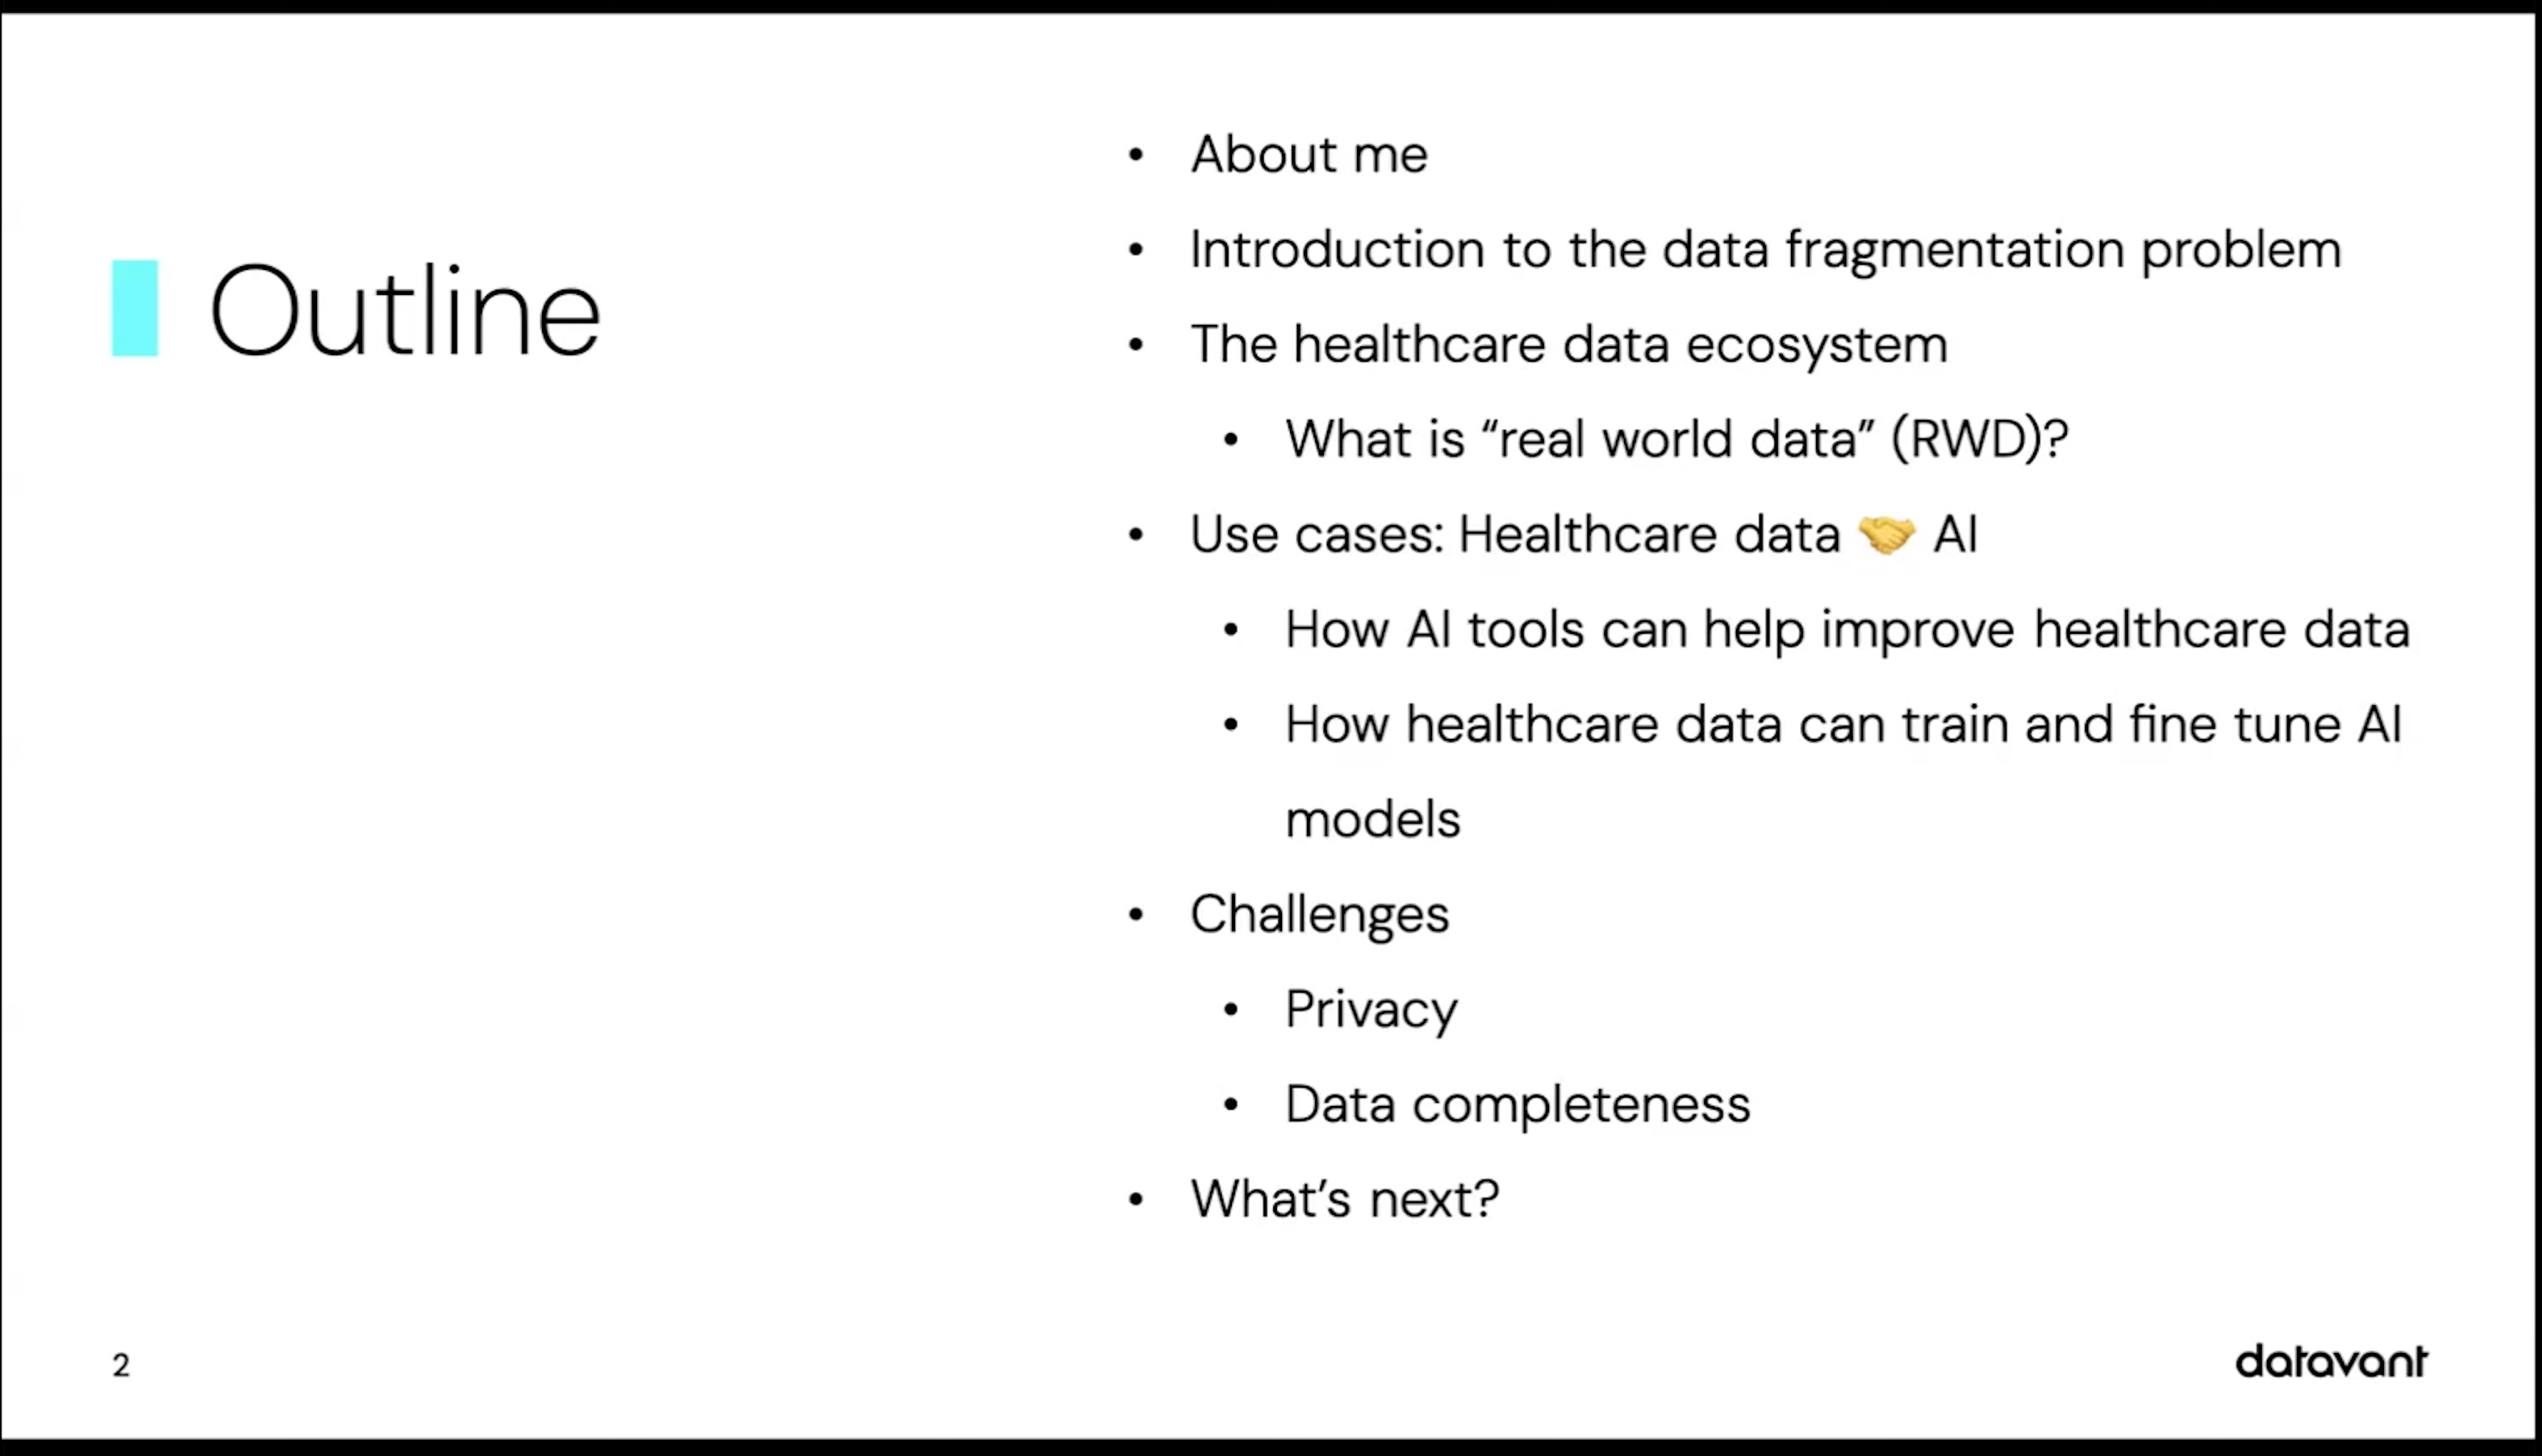 Outline
• About me
• Introduction to the data fragmentation problem
• The healthcare data ecosystem
• What is “real world data” (RWD)?
• Use cases: Healthcare data 🤝 AI
• How AI tools can help improve healthcare data
• How healthcare data can train and fine tune AI
models
• Challenges
• Privacy
• Data completeness
• What’s next?
2
datavant